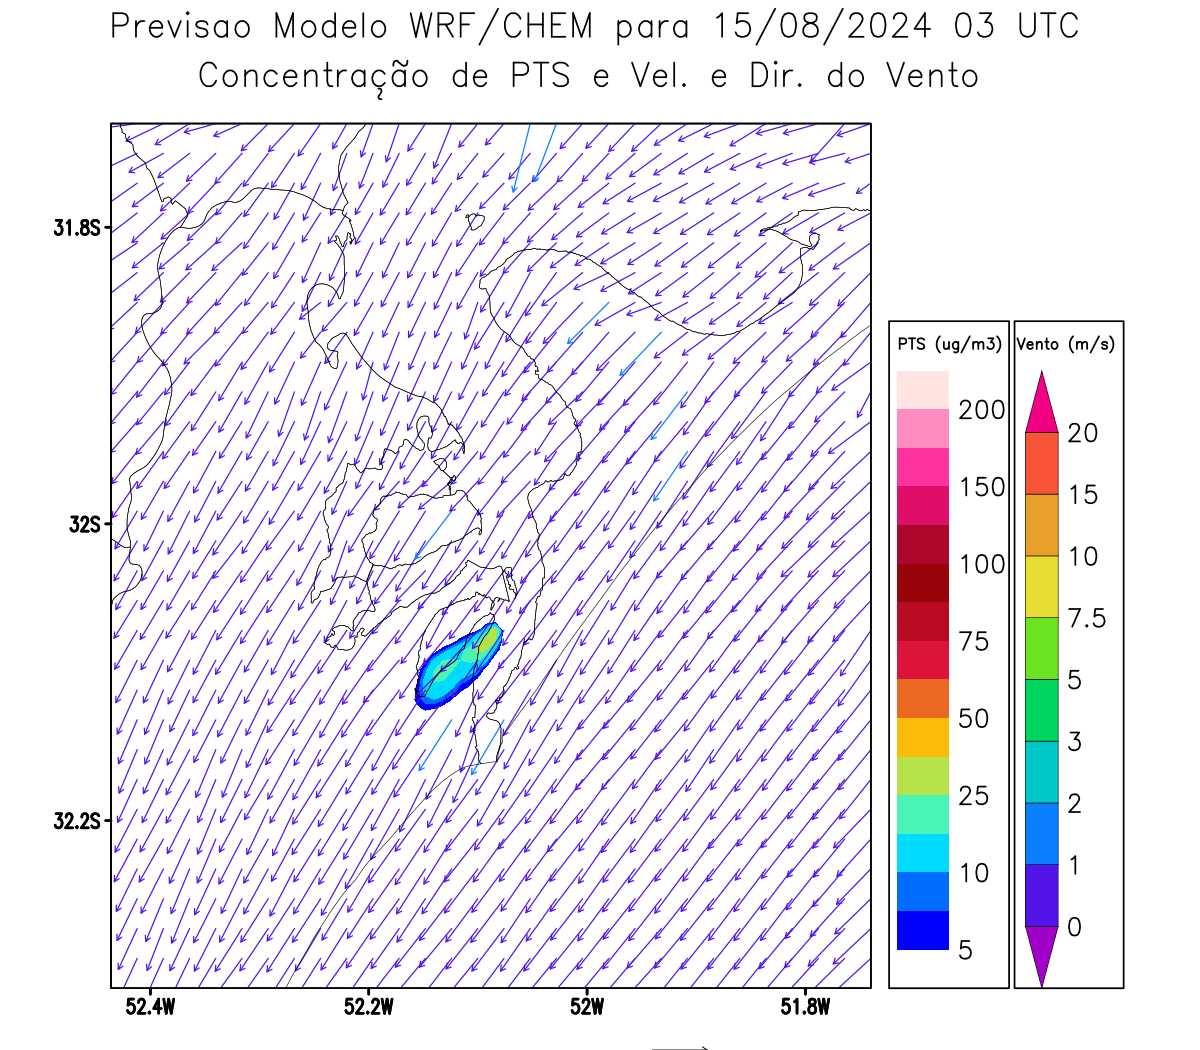 Previsao Modelo WRF/CHEM para 15/08/2024 03 UTC
Concentração de PTS e Vel. e Dir. do Vento
31.8S
32S
32.2S
52.4W
52.2W
52W
51.8W
PTS (ug/m3)
200
150
100
75
50
25
10
5
Vento (m/s)
20
15
10
7.5
5
3
2
1
0